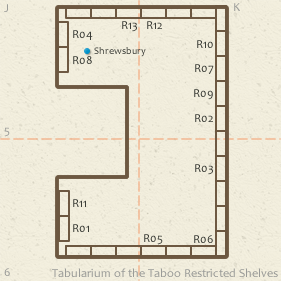 J K
R13 R12
R04
R10
Shrewsbury
R08
R07
R09
R02
5
R03
R11
R01
R05 R06
6 Tabularium of the Taboo Restricted Shelves